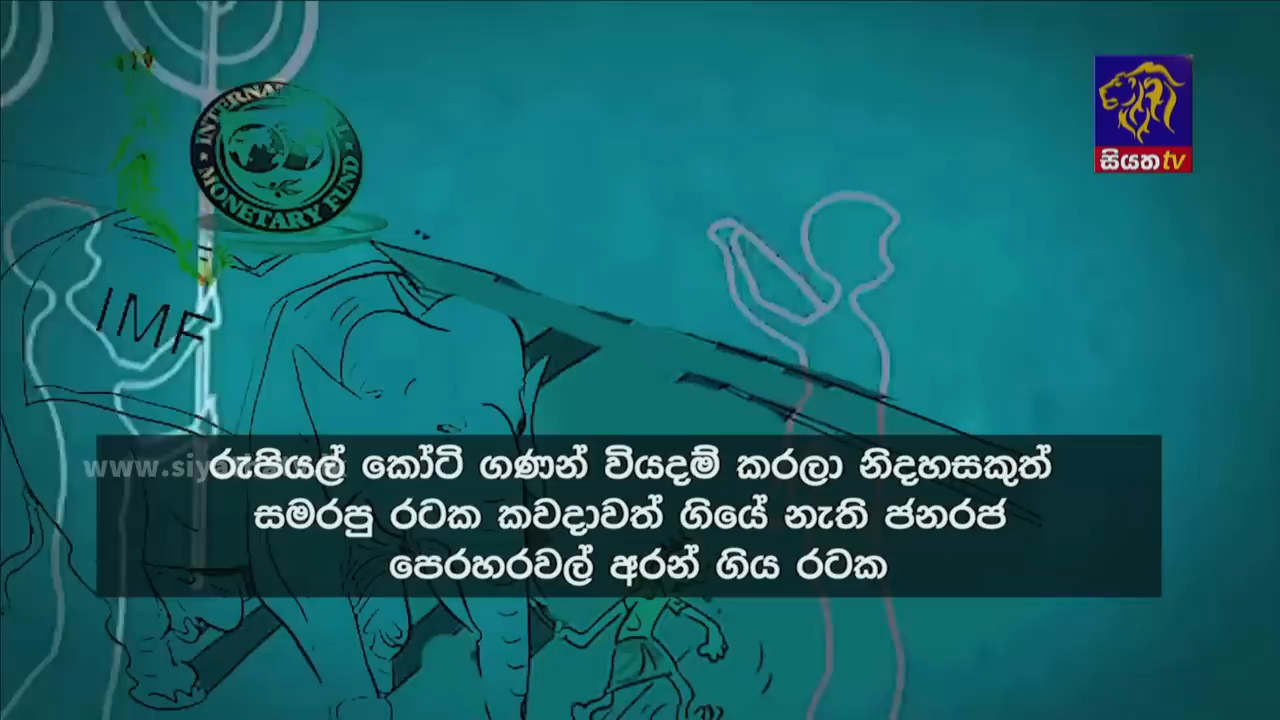 INTERNATIONAL
MONETARY FUND
සියත tv
IMF
www.siy
රුපියල් කෝටි ගණන් වියදම් කරලා නිදහසකුත්
සමරපු රටක කවදාවත් ගියේ නැති ජනරජ
පෙරහරවල් අරන් ගිය රටක